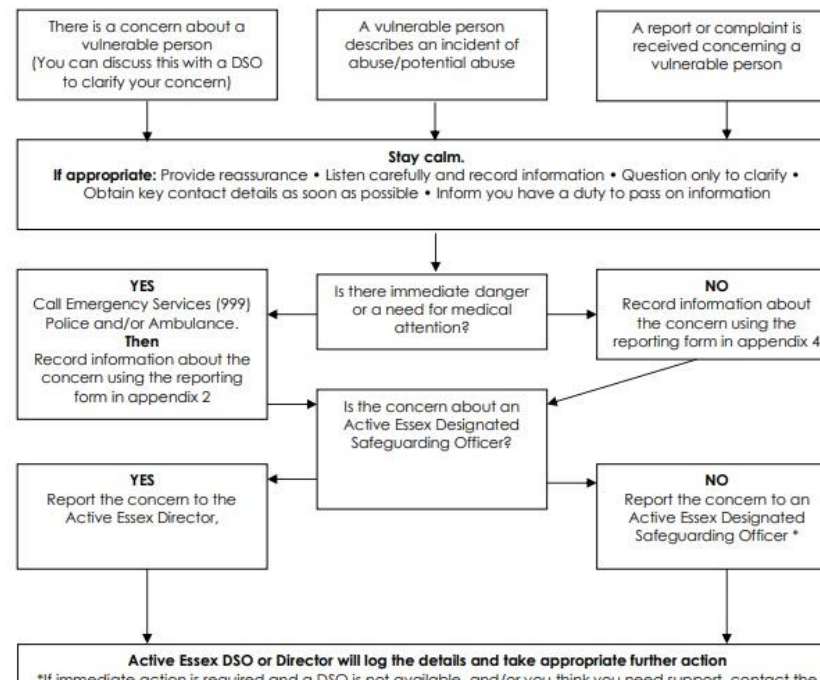 There is a concern about a
vulnerable person
(You can discuss this with a DSO
to clarify your concern)
A vulnerable person
describes an incident of
abuse/potential abuse
A report or complaint is
received concerning a
vulnerable person
Stay calm.
If appropriate: Provide reassurance • Listen carefully and record information • Question only to clarify •
Obtain key contact details as soon as possible • Inform you have a duty to pass on information
YES
Call Emergency Services (999)
Police and/or Ambulance.
Then
Record information about the
concern using the reporting
form in appendix 2
Is there immediate danger
or a need for medical
attention?
NO
Record information about
the concern using the
reporting form in appendix 4
Is the concern about an
Active Essex Designated
Safeguarding Officer?
YES
Report the concern to the
Active Essex Director,
NO
Report the concern to an
Active Essex Designated
Safeguarding Officer *
Active Essex DSO or Director will log the details and take appropriate further action
*If immediate action is required and a DSO is not available, and/or you think you need support, contact the